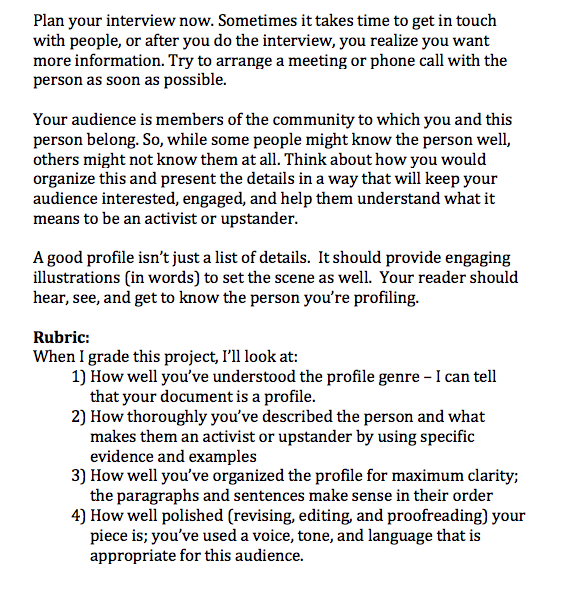 Plan your interview now. Sometimes it takes time to get in touch
with people, or after you do the interview, you realize you want
more information. Try to arrange a meeting or phone call with the
person as soon as possible.
Your audience is members of the community to which you and this
person belong. So, while some people might know the person well,
others might not know them at all. Think about how you would
organize this and present the details in a way that will keep your
audience interested, engaged, and help them understand what it
means to be an activist or upstander.
A good profile isn't just a list of details.  It should provide engaging
illustrations (in words) to set the scene as well.  Your reader should
hear, see, and get to know the person you're profiling.
Rubric:
When I grade this project, I'll look at:
1) How well you've understood the profile genre – I can tell
that your document is a profile.
2) How thoroughly you've described the person and what
makes them an activist or upstander by using specific
evidence and examples
3) How well you've organized the profile for maximum clarity;
the paragraphs and sentences make sense in their order
4) How well polished (revising, editing, and proofreading) your
piece is; you've used a voice, tone, and language that is
appropriate for this audience.